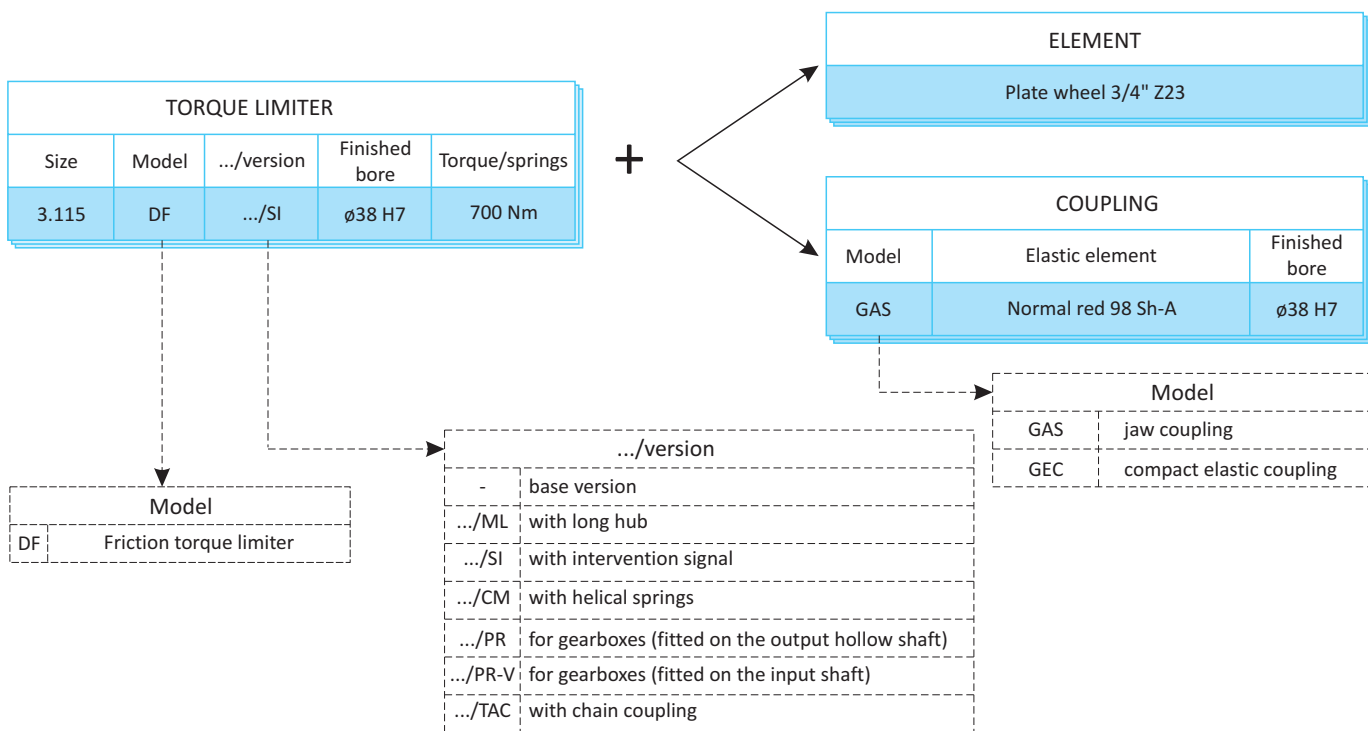 TORQUE LIMITER
Size Model .../version Finished bore Torque/springs
3.115 DF .../SI ø38 H7 700 Nm
+
ELEMENT
Plate wheel 3/4" Z23
COUPLING
Model Elastic element Finished bore
GAS Normal red 98 Sh-A ø38 H7
Model
GAS jaw coupling
GEC compact elastic coupling
.../version
- base version
.../ML with long hub
.../SI with intervention signal
.../CM with helical springs
.../PR for gearboxes (fitted on the output hollow shaft)
.../PR-V for gearboxes (fitted on the input shaft)
.../TAC with chain coupling
Model
DF Friction torque limiter